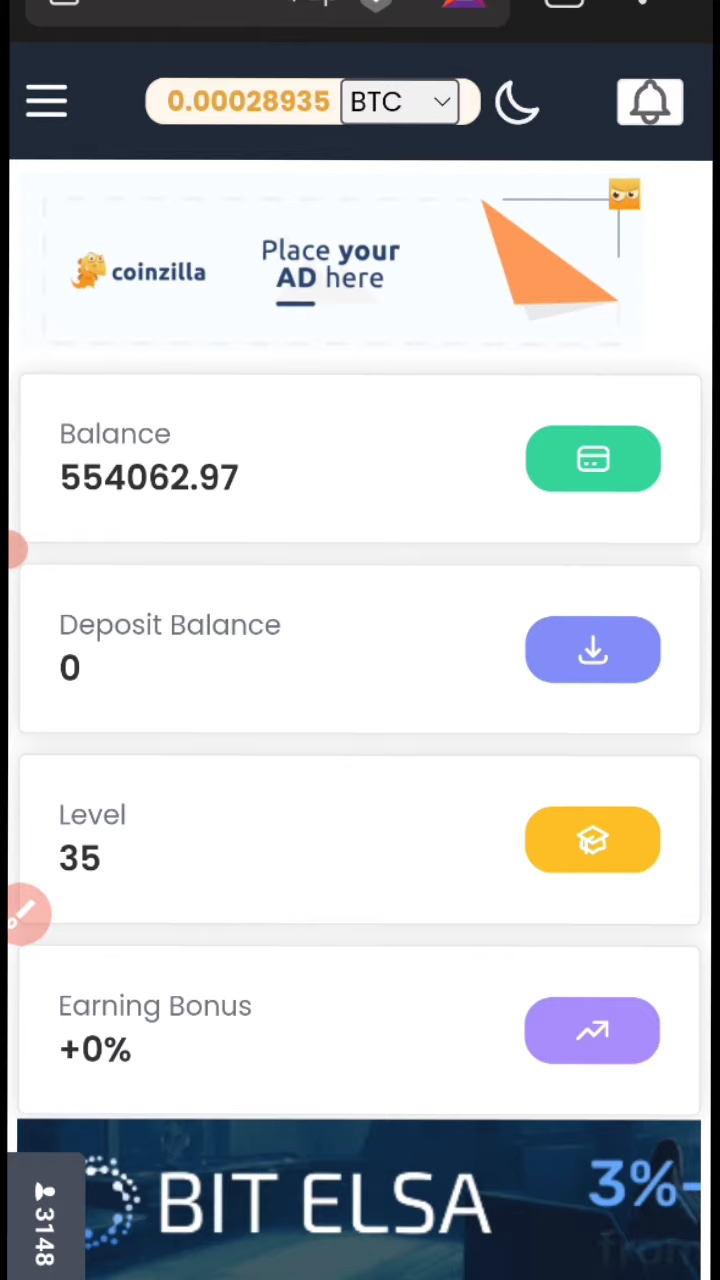 0.00028935 BTC
coinzilla
Place your
AD here
Balance
554062.97
Deposit Balance
0
Level
35
Earning Bonus
+0%
BIT ELSA
3%-
from
3148